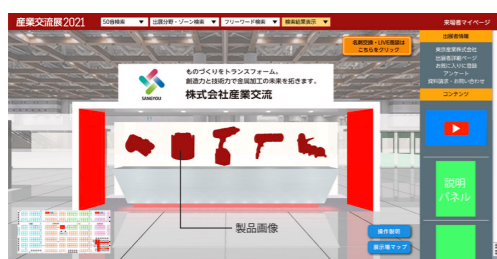 産業交流展2021
50音検索 ▼
出展分野・ゾーン検索 ▼
フリーワード検索 ▼
検索結果表示 ▼
来場者マイページ
名刺交換・LIVE商談は
こちらをクリック
ものづくりをトランスフォーム。
創造力と技術力で金属加工の未来を拓きます。
株式会社産業交流
SANGYOU
製品画像
操作説明
展示場マップ
出展者情報
東京産業株式会社
出展者詳細ページ
お気に入りに登録
アンケート
資料請求・お問い合わせ
コンテンツ
説明
パネル